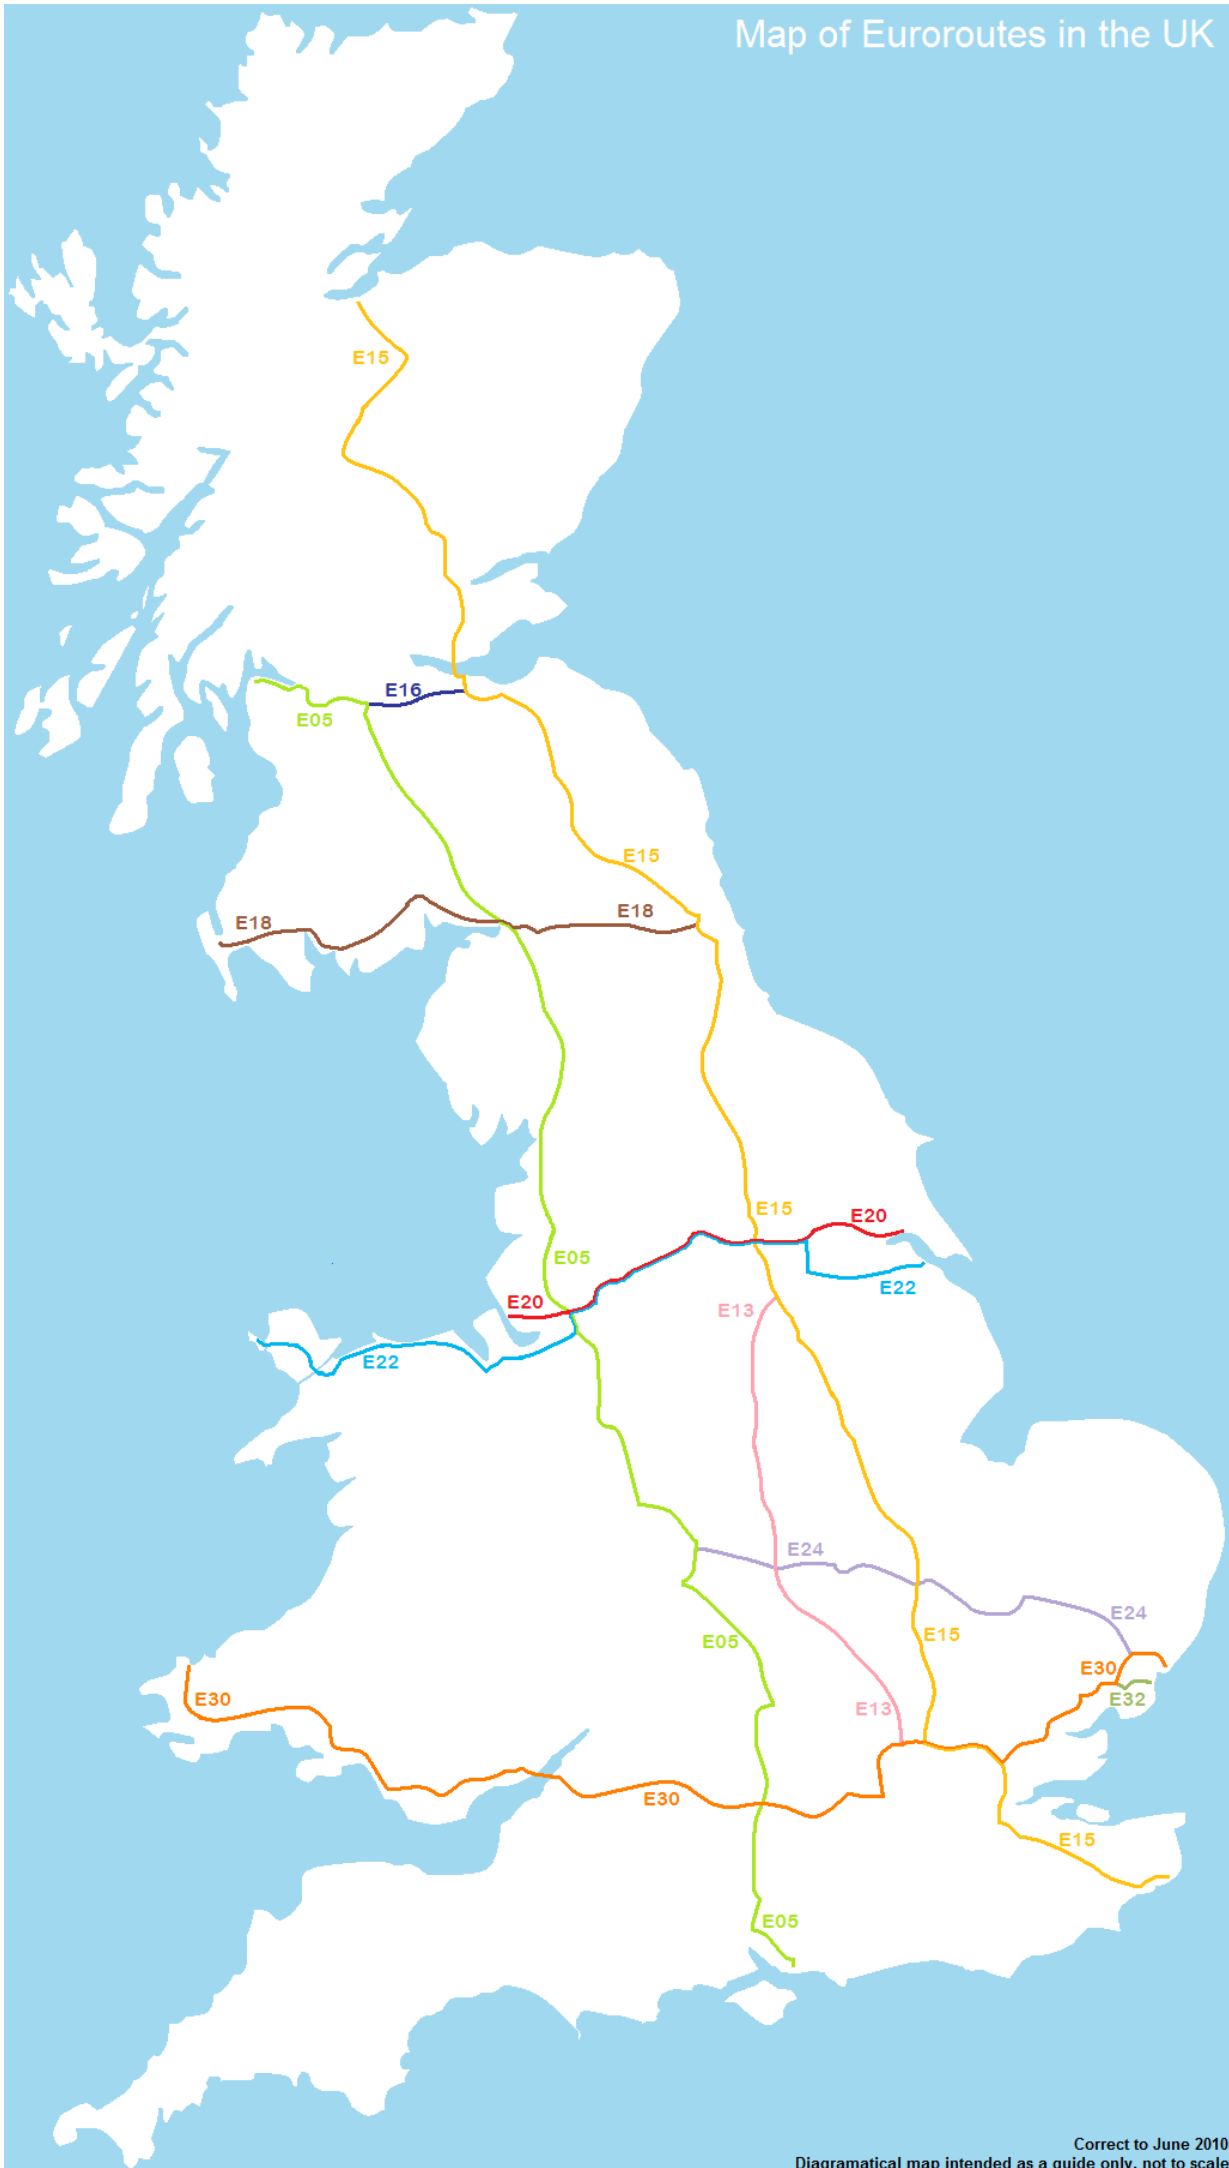 Map of Euroroutes in the UK
E15
E16
E05
E15
E18
E18
E15
E20
E05
E22
E20
E13
E22
E24
E24
E15
E05
E30
E32
E30
E13
E30
E15
E05
Correct to June 2010
Diagramatical map intended as a guide only, not to scale